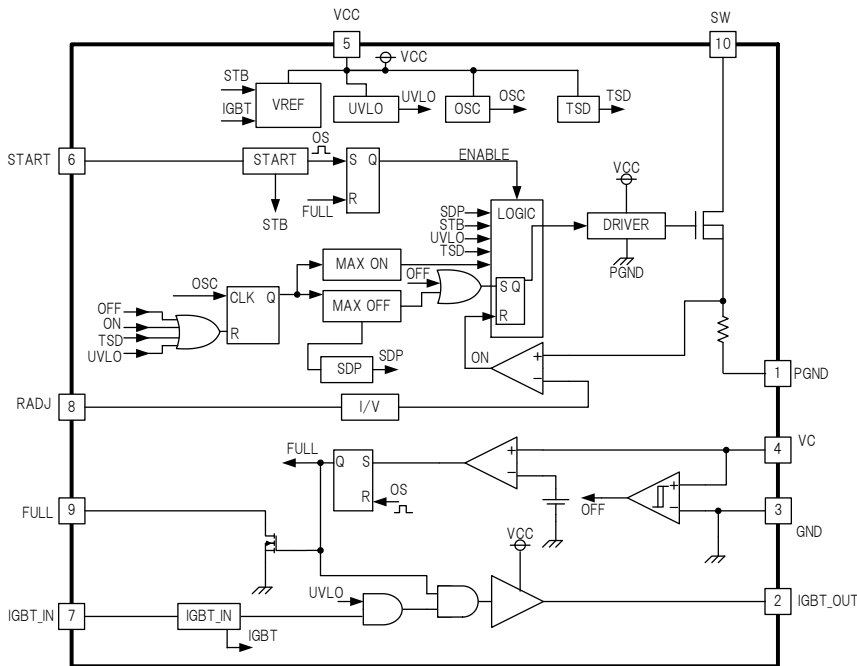 VCC
SW
5
10
VCC
STB
IGBT
VREF
UVLO
UVLO
OSC
OSC
TSD
TSD
START
6
START
OS
STB
S Q
R
FULL
ENABLE
VCC
SDP
STB
UVLO
TSD
LOGIC
DRIVER
PGND
MAX ON
OSC
CLK Q
R
OFF
ON
TSD
UVLO
MAX OFF
OFF
S Q
R
SDP
SDP
ON
+
−
1
PGND
RADJ
8
I/V
FULL
Q S
R
OS
+
−
4
VC
+
−
OFF
3
GND
FULL
9
VCC
UVLO
IGBT_IN
7
IGBT_IN
IGBT
2
IGBT_OUT